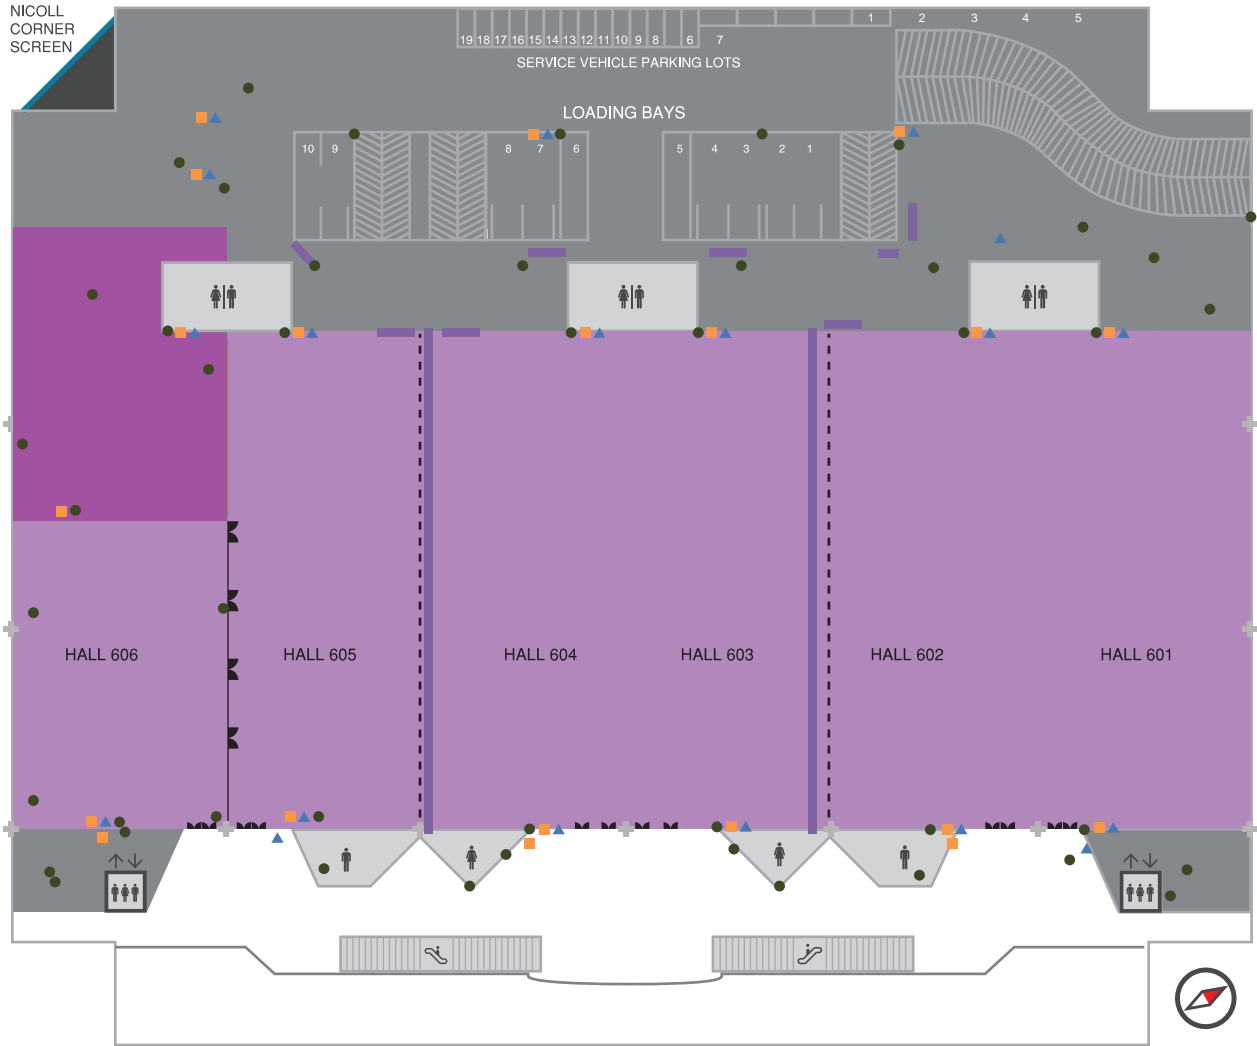 NICOLL
CORNER
SCREEN
1 2 3 4 5
19 18 17 16 15 14 13 12 11 10 9 8 6 7
SERVICE VEHICLE PARKING LOTS
LOADING BAYS
10 9 8 7 6 5 4 3 2 1
HALL 606 HALL 605 HALL 604 HALL 603 HALL 602 HALL 601